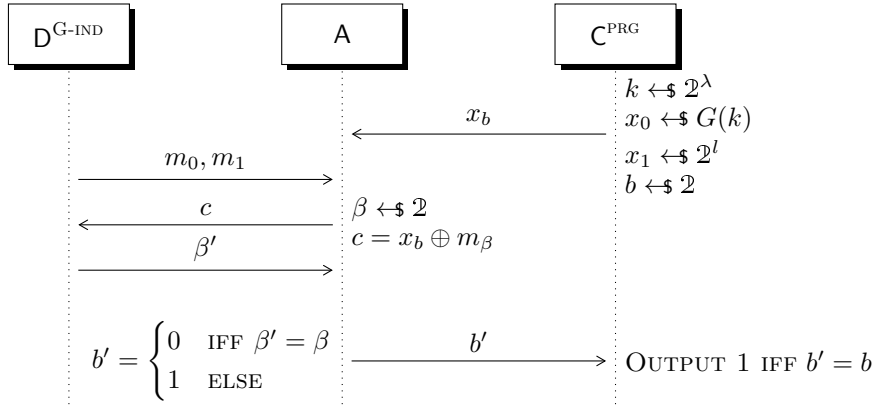 D^G-IND A C^PRG
k ←$ 𝟚^λ
x_b x_0 ←$ G(k)
m_0, m_1 x_1 ←$ 𝟚^l
b ←$ 𝟚
c β ←$ 𝟚
c = x_b ⊕ m_β
β′
b′ = { 0 IFF β′ = β
1 ELSE
b′ OUTPUT 1 IFF b′ = b